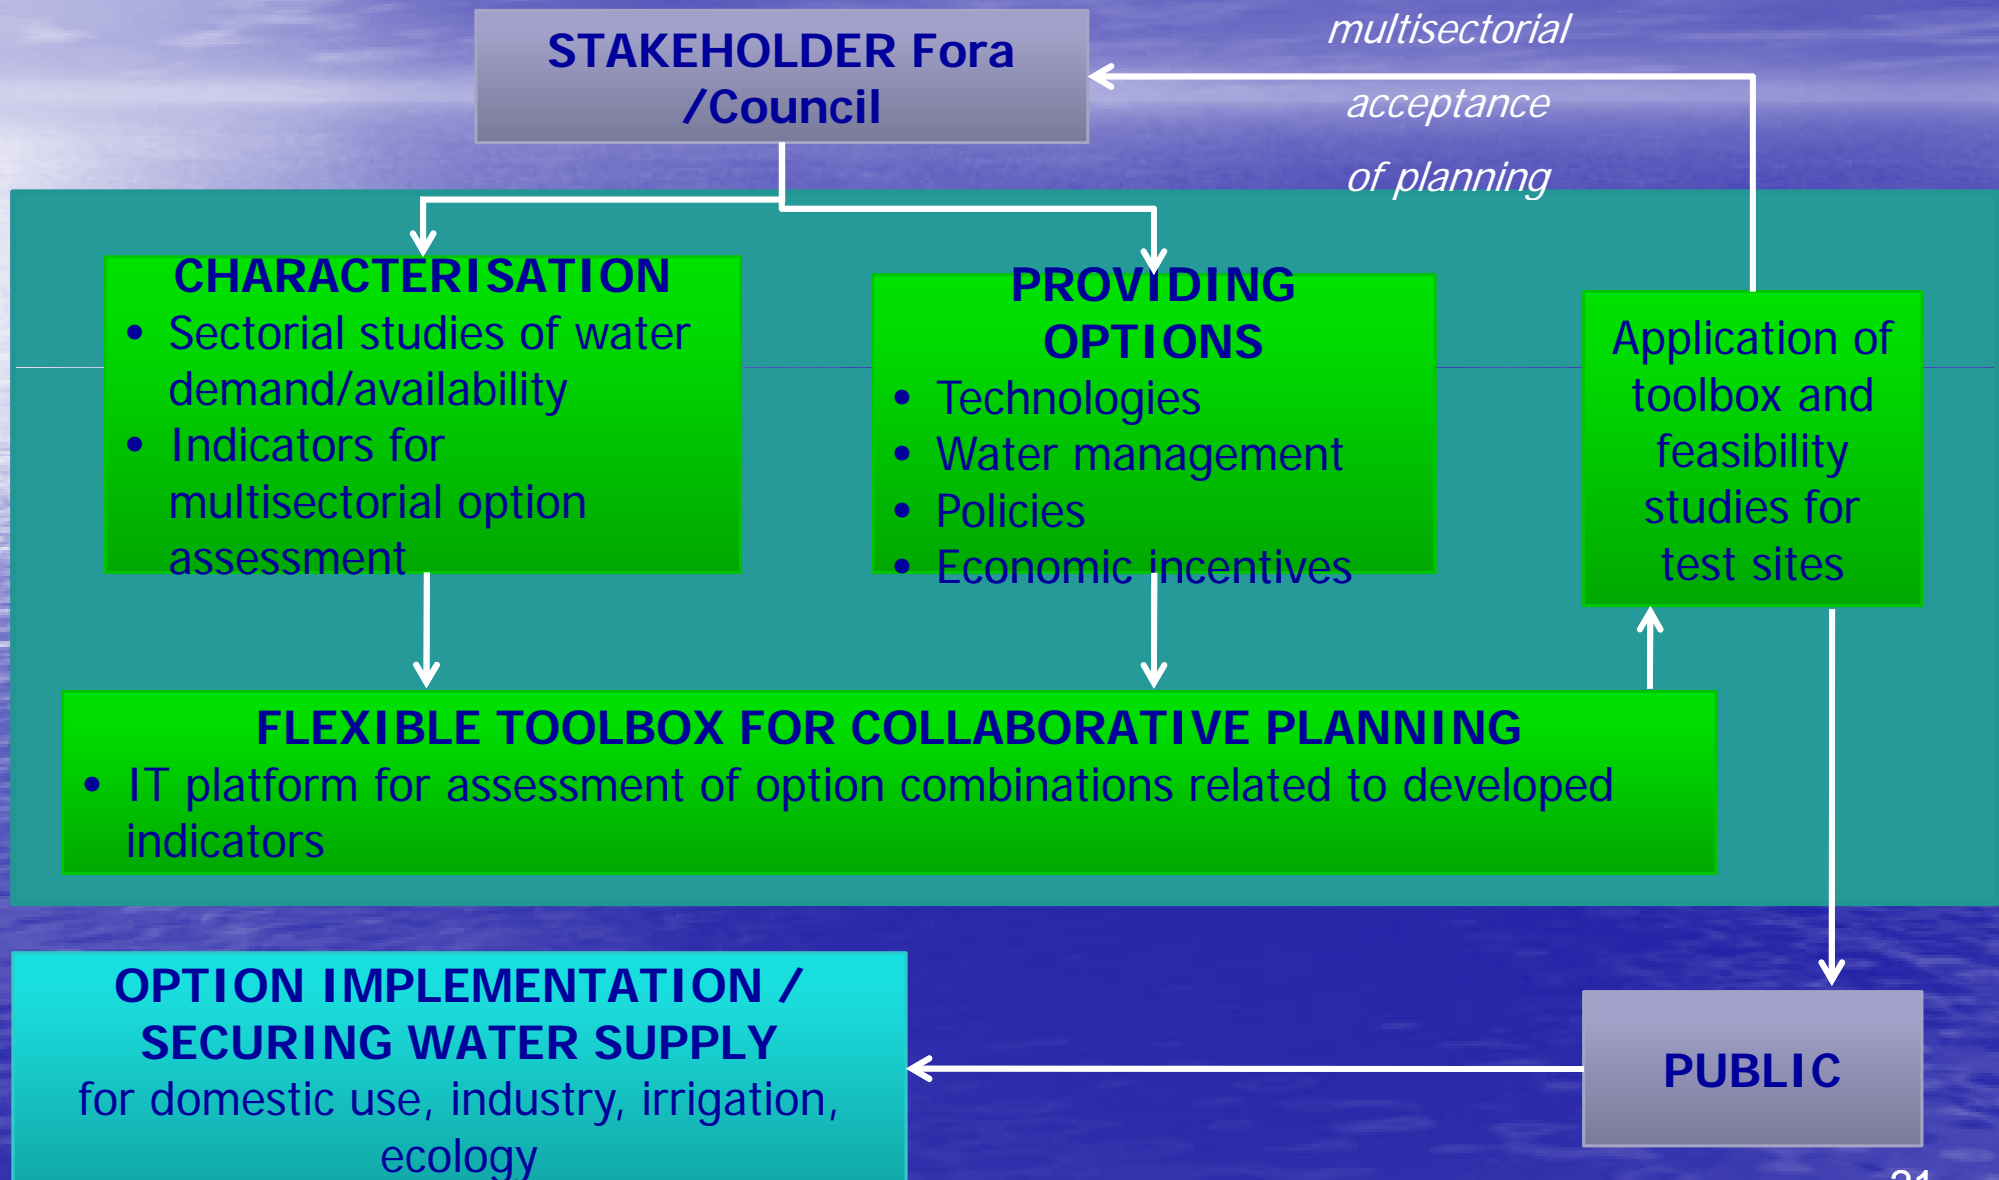 STAKEHOLDER Fora
/Council
multisectorial
acceptance
of planning
CHARACTERISATION
• Sectorial studies of water
demand/availability
• Indicators for
multisectorial option
assessment
PROVIDING
OPTIONS
• Technologies
• Water management
• Policies
• Economic incentives
Application of
toolbox and
feasibility
studies for
test sites
FLEXIBLE TOOLBOX FOR COLLABORATIVE PLANNING
• IT platform for assessment of option combinations related to developed
indicators
OPTION IMPLEMENTATION /
SECURING WATER SUPPLY
for domestic use, industry, irrigation,
ecology
PUBLIC